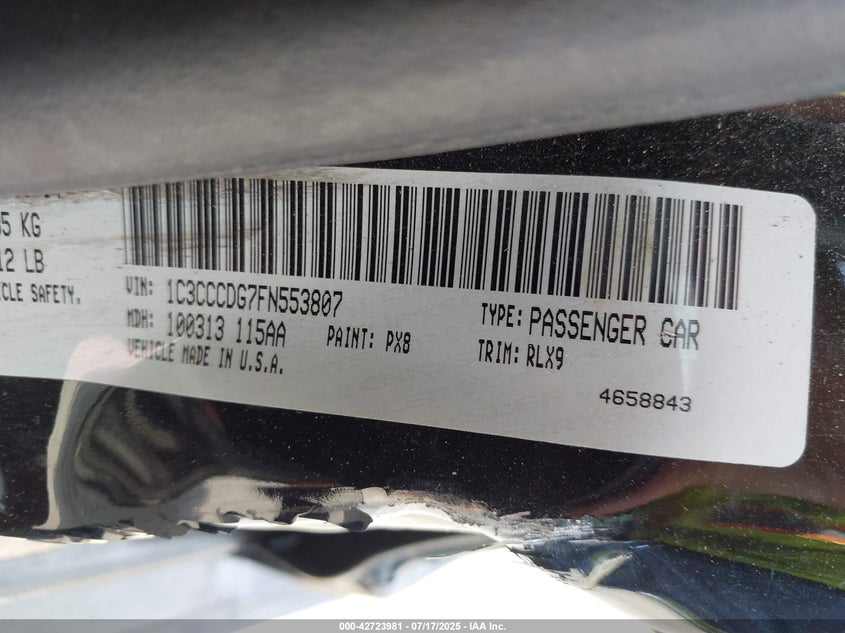 55 KG
12 LB
ICLE SAFETY,
VIN: 1C3CCCDG7FN553807
MDH: 100313 115AA
PAINT: PX8
VEHICLE MADE IN U.S.A.
TYPE: PASSENGER CAR
TRIM: RLX9
4658843
000-42723981 - 07/17/2025 - IAA Inc.